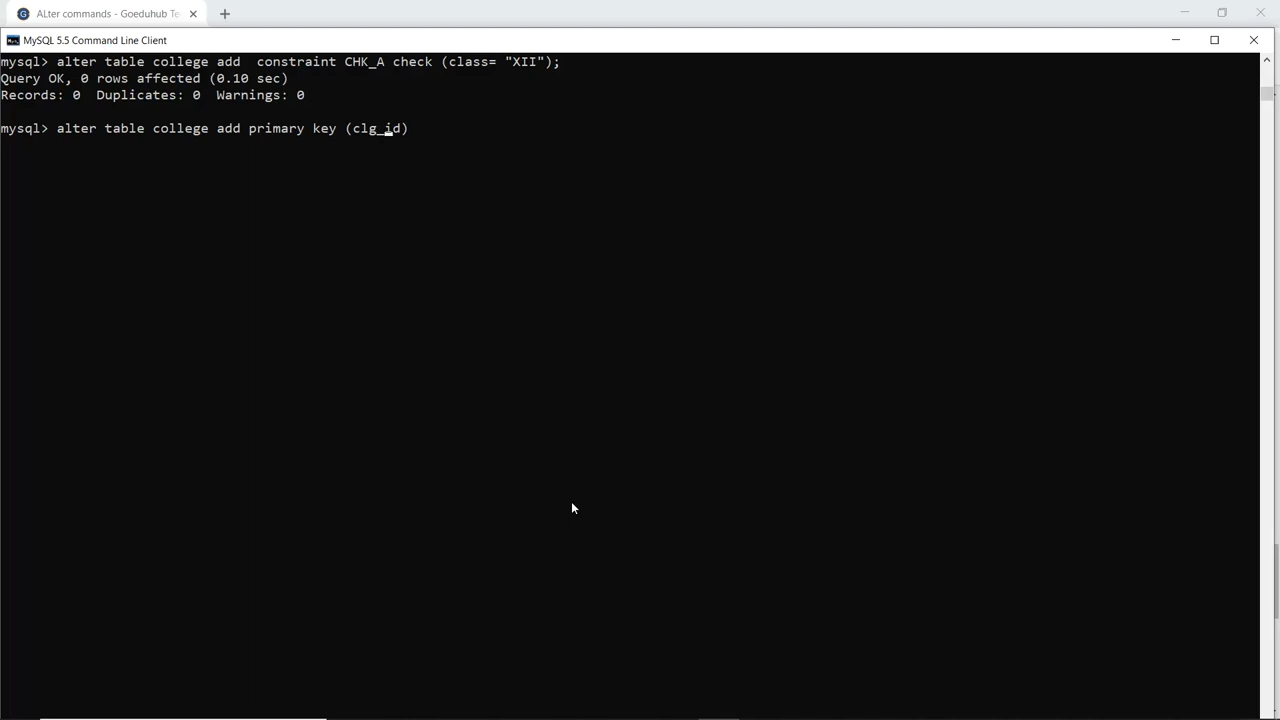 ALter commands - Goeduhub Te
MySQL 5.5 Command Line Client
mysql> alter table college add  constraint CHK_A check (class= "XII");
Query OK, 0 rows affected (0.10 sec)
Records: 0  Duplicates: 0  Warnings: 0
mysql> alter table college add primary key (clg_id)